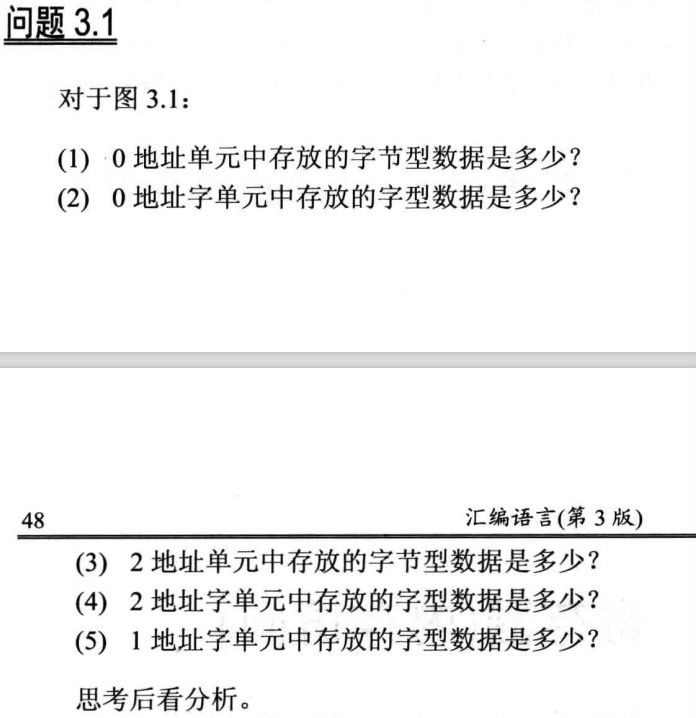 问题 3.1
对于图 3.1：
(1) 0 地址单元中存放的字节型数据是多少？
(2) 0 地址字单元中存放的字型数据是多少？
48
汇编语言(第 3 版)
(3) 2 地址单元中存放的字节型数据是多少？
(4) 2 地址字单元中存放的字型数据是多少？
(5) 1 地址字单元中存放的字型数据是多少？
思考后看分析。